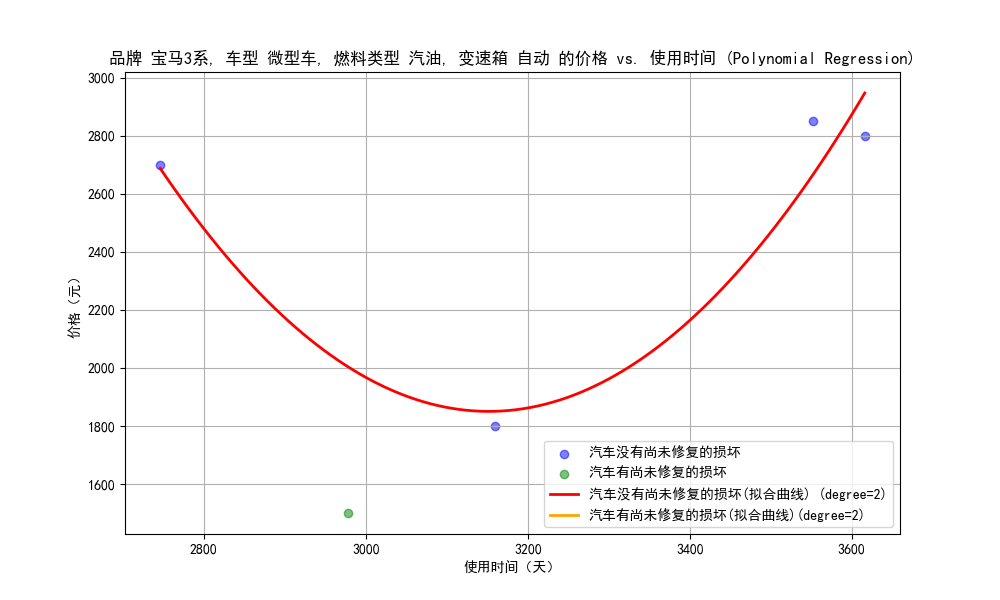 品牌 宝马3系, 车型 微型车, 燃料类型 汽油, 变速箱 自动 的价格 vs. 使用时间 (Polynomial Regression)
价格（元）
3000
2800
2600
2400
2200
2000
1800
1600
汽车没有尚未修复的损坏
汽车有尚未修复的损坏
汽车没有尚未修复的损坏(拟合曲线) (degree=2)
汽车有尚未修复的损坏(拟合曲线)(degree=2)
2800 3000 3200 3400 3600
使用时间（天）